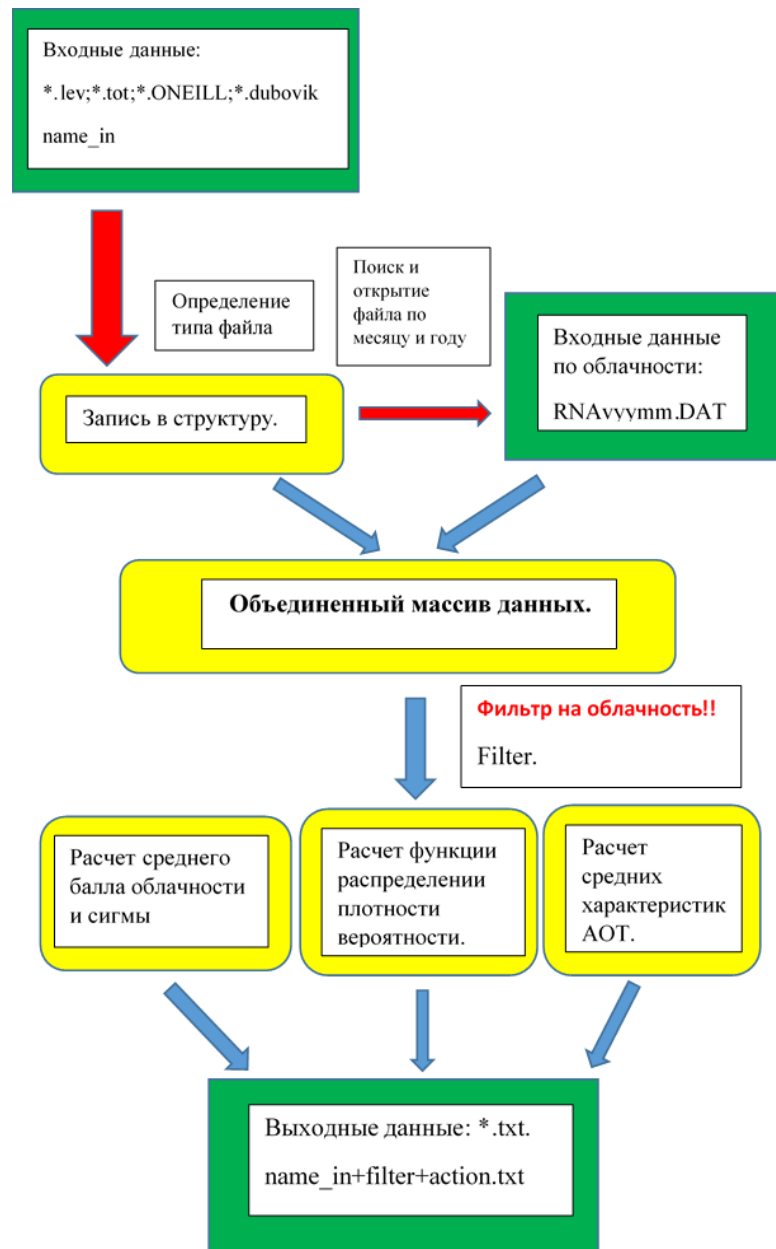 Входные данные:
*.lev;*.tot;*.ONEILL;*.dubovik
name_in
Определение
типа файла
Поиск и
открытие
файла по
месяцу и году
Запись в структуру.
Входные данные
по облачности:
RNAvyymm.DAT
Объединенный массив данных.
Фильтр на облачность!!
Filter.
Расчет среднего
балла облачности
и сигмы
Расчет функции
распределении
плотности
вероятности.
Расчет
средних
характеристик
АОТ.
Выходные данные: *.txt.
name_in+filter+action.txt